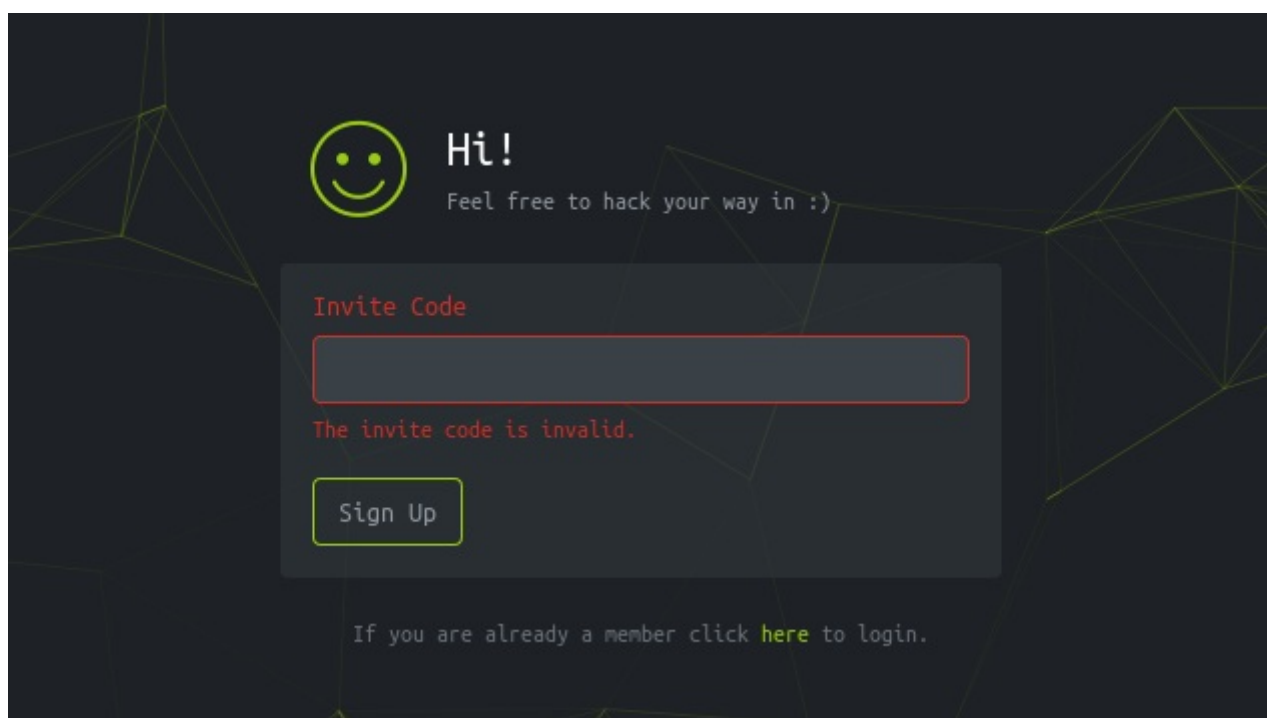 Hi!
Feel free to hack your way in :)
Invite Code
The invite code is invalid.
Sign Up
If you are already a member click here to login.